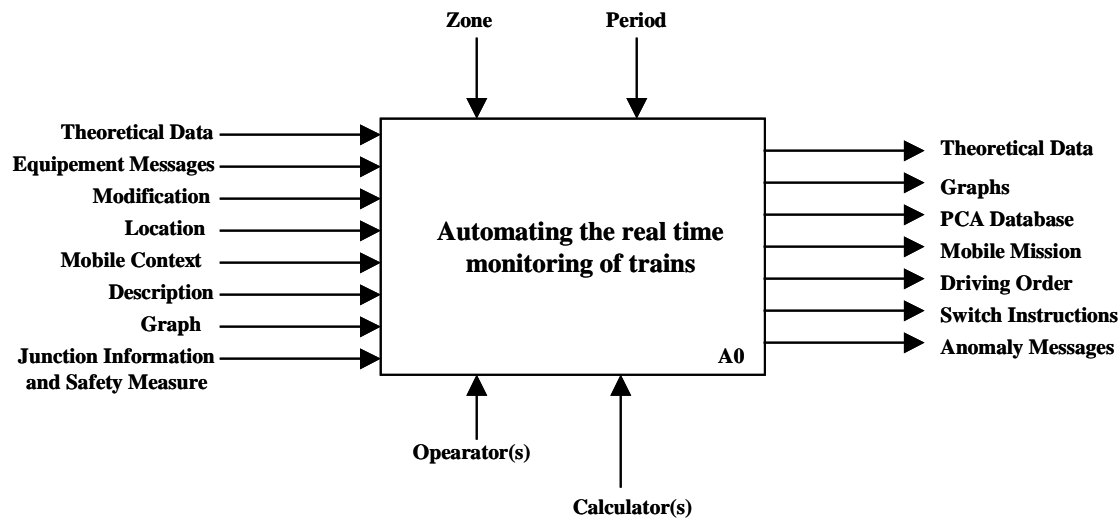 Zone
Period
Theoretical Data
Equipement Messages
Modification
Location
Mobile Context
Description
Graph
Junction Information
and Safety Measure
Automating the real time
monitoring of trains
A0
Theoretical Data
Graphs
PCA Database
Mobile Mission
Driving Order
Switch Instructions
Anomaly Messages
Opearator(s)
Calculator(s)